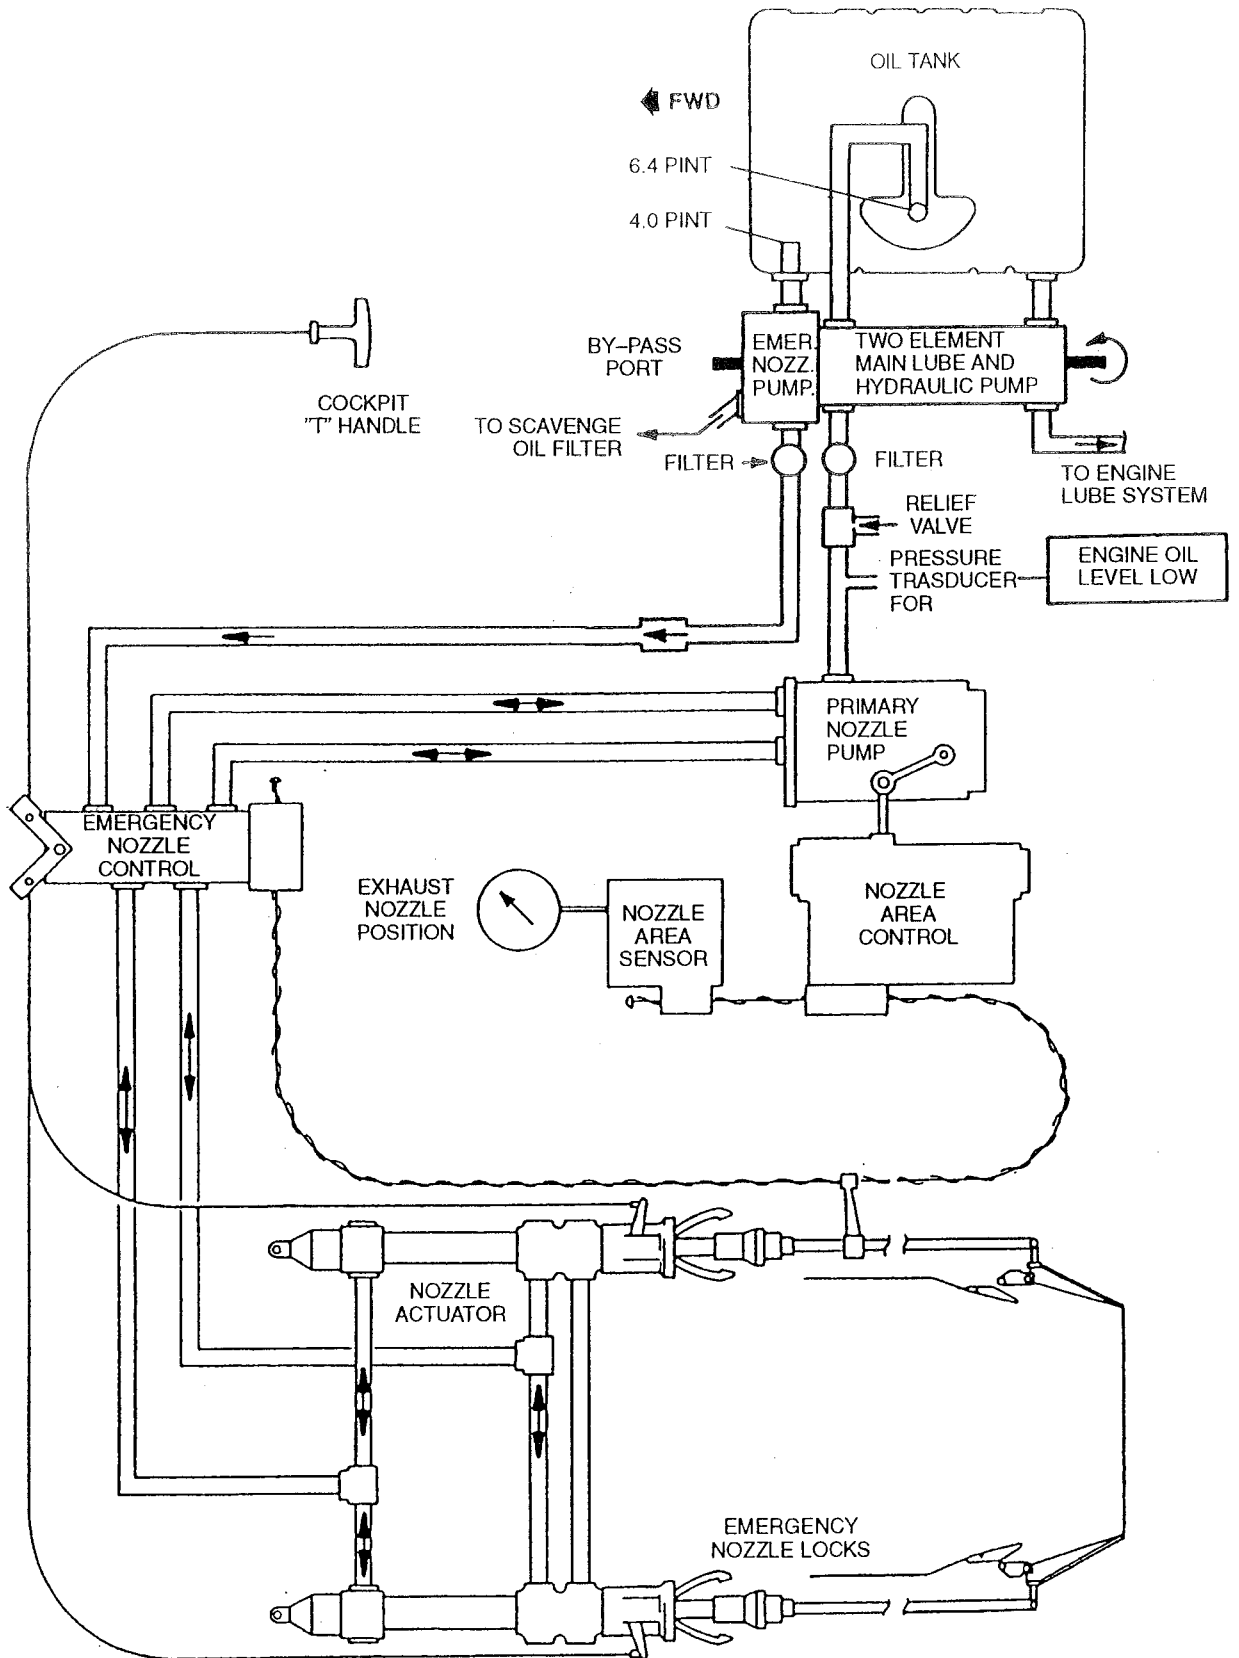 OIL TANK
FWD
6.4 PINT
4.0 PINT
BY–PASS
PORT
EMER.
NOZZ.
PUMP.
TWO ELEMENT
MAIN LUBE AND
HYDRAULIC PUMP
COCKPIT
"T" HANDLE
TO SCAVENGE
OIL FILTER
FILTER
FILTER
TO ENGINE
LUBE SYSTEM
RELIEF
VALVE
PRESSURE
TRASDUCER
FOR
ENGINE OIL
LEVEL LOW
PRIMARY
NOZZLE
PUMP
EMERGENCY
NOZZLE
CONTROL
EXHAUST
NOZZLE
POSITION
NOZZLE
AREA
SENSOR
NOZZLE
AREA
CONTROL
NOZZLE
ACTUATOR
EMERGENCY
NOZZLE LOCKS